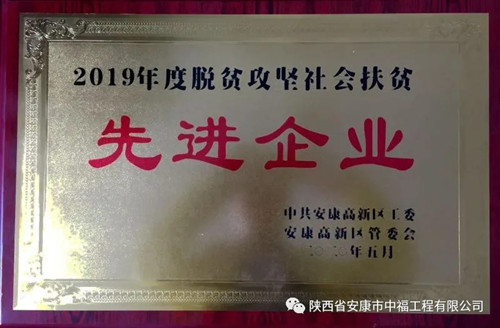 2019年度脱贫攻坚社会扶贫
先进企业
中共安康高新区工委
安康高新区管委会
年五月
陕西省安康市中福工程有限公司